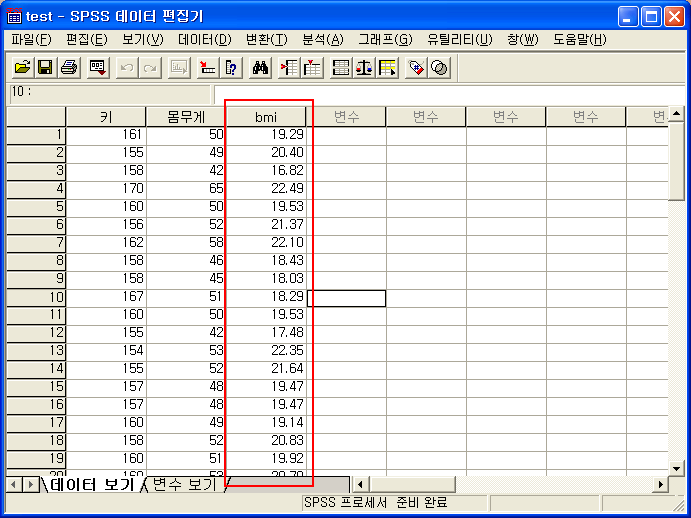 test - SPSS 데이터 편집기
파일(F) 편집(E) 보기(V) 데이터(D) 변환(T) 분석(A) 그래프(G) 유틸리티(U) 창(W) 도움말(H)
10 :
키 몸무게 bmi 변수 변수 변수 변수
1 161 50 19.29
2 155 49 20.40
3 158 42 16.82
4 170 65 22.49
5 160 50 19.53
6 156 52 21.37
7 162 58 22.10
8 158 46 18.43
9 158 45 18.03
10 167 51 18.29
11 160 50 19.53
12 155 42 17.48
13 154 53 22.35
14 155 52 21.64
15 157 48 19.47
16 157 48 19.47
17 160 49 19.14
18 158 52 20.83
19 160 51 19.92
20 160 53 20.70
데이터 보기 변수 보기
SPSS 프로세서 준비 완료